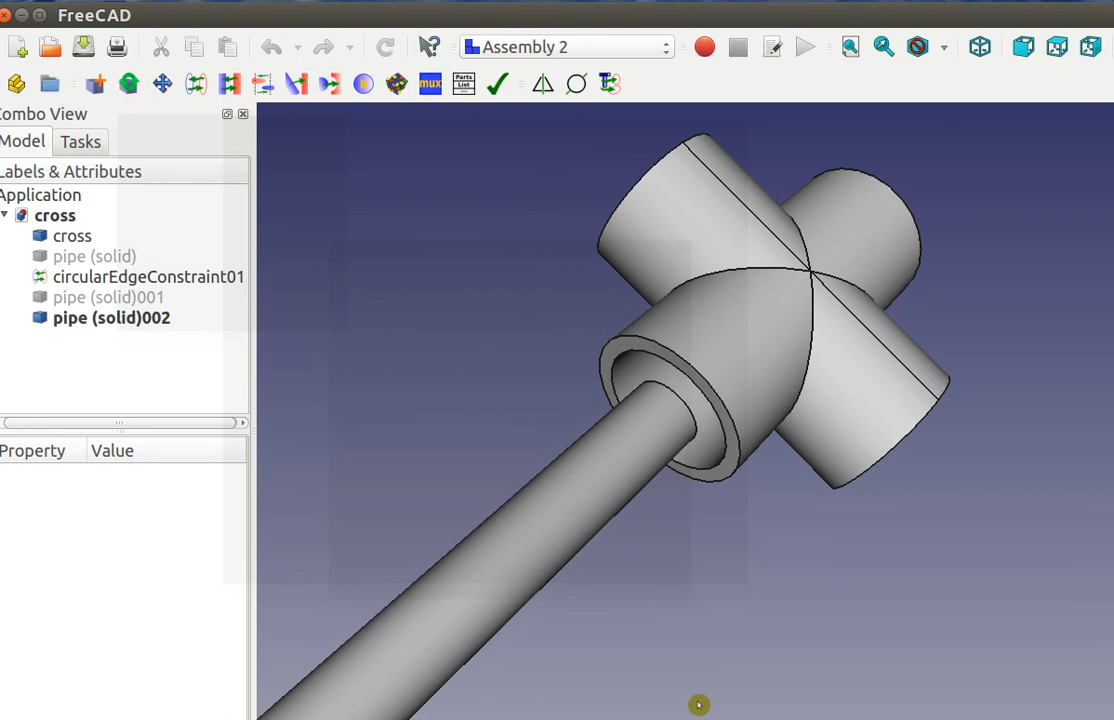 FreeCAD
Assembly 2
mux
Parts
List
Combo View
Model Tasks
Labels & Attributes
Application
cross
cross
pipe (solid)
circularEdgeConstraint01
pipe (solid)001
pipe (solid)002
Property Value